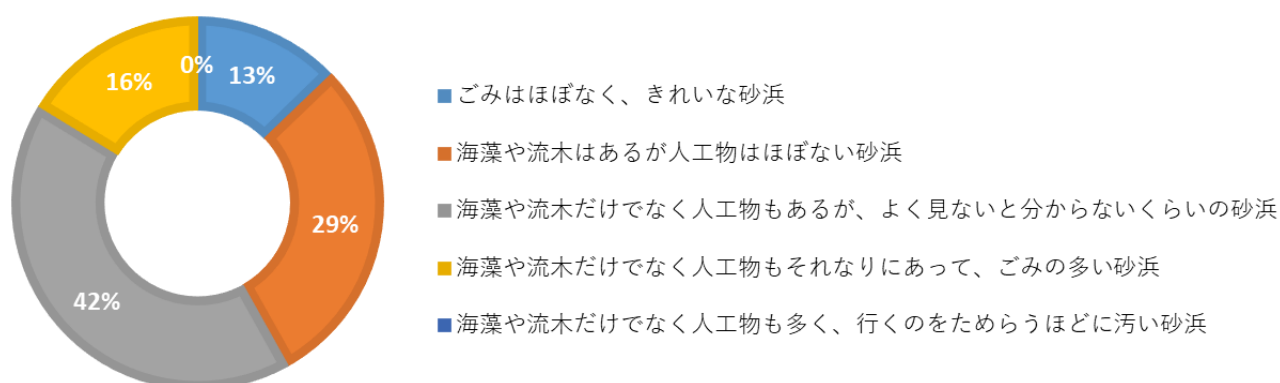 0%
13%
16%
29%
42%
ごみはほぼなく、きれいな砂浜
海藻や流木はあるが人工物はほぼない砂浜
海藻や流木だけでなく人工物もあるが、よく見ないと分からないくらいの砂浜
海藻や流木だけでなく人工物もそれなりにあって、ごみの多い砂浜
海藻や流木だけでなく人工物も多く、行くのをためらうほどに汚い砂浜